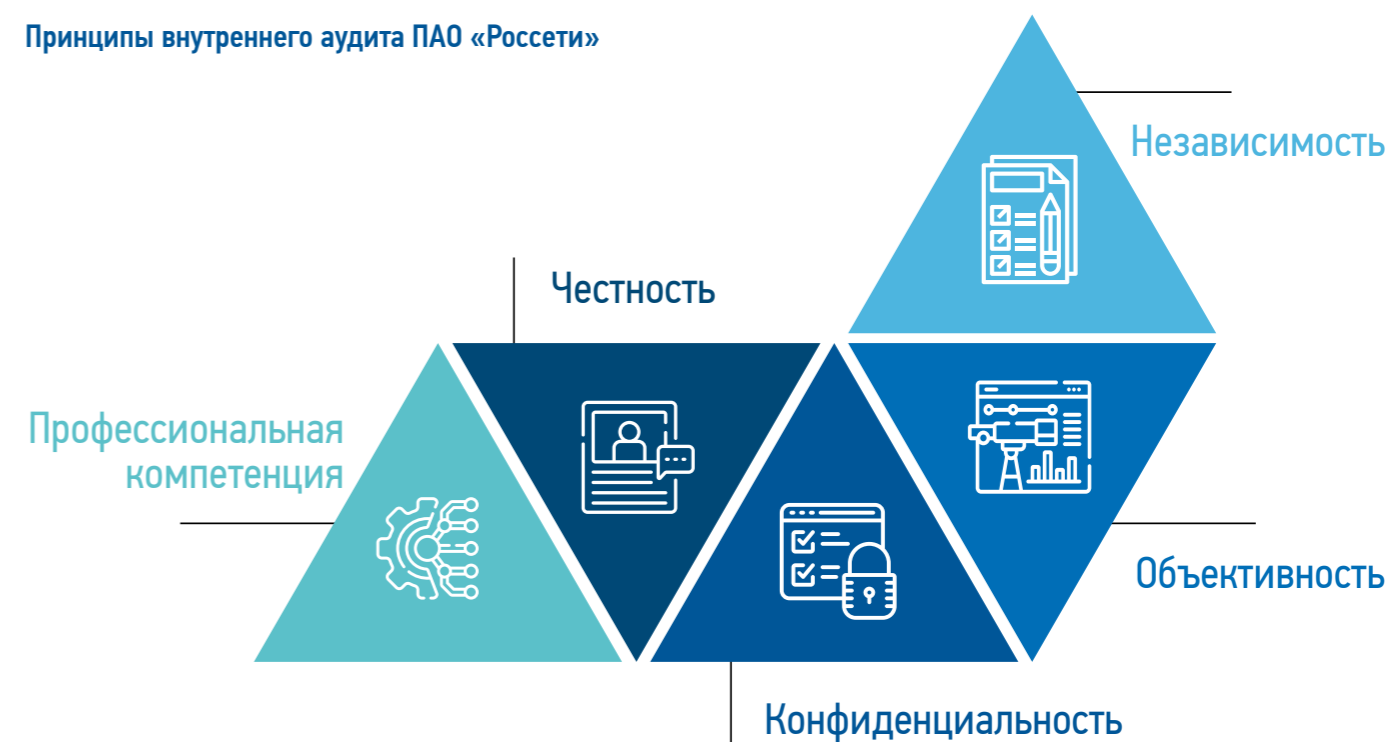 Принципы внутреннего аудита ПАО «Россети»
Независимость
Честность
Профессиональная
компетенция
Объективность
Конфиденциальность